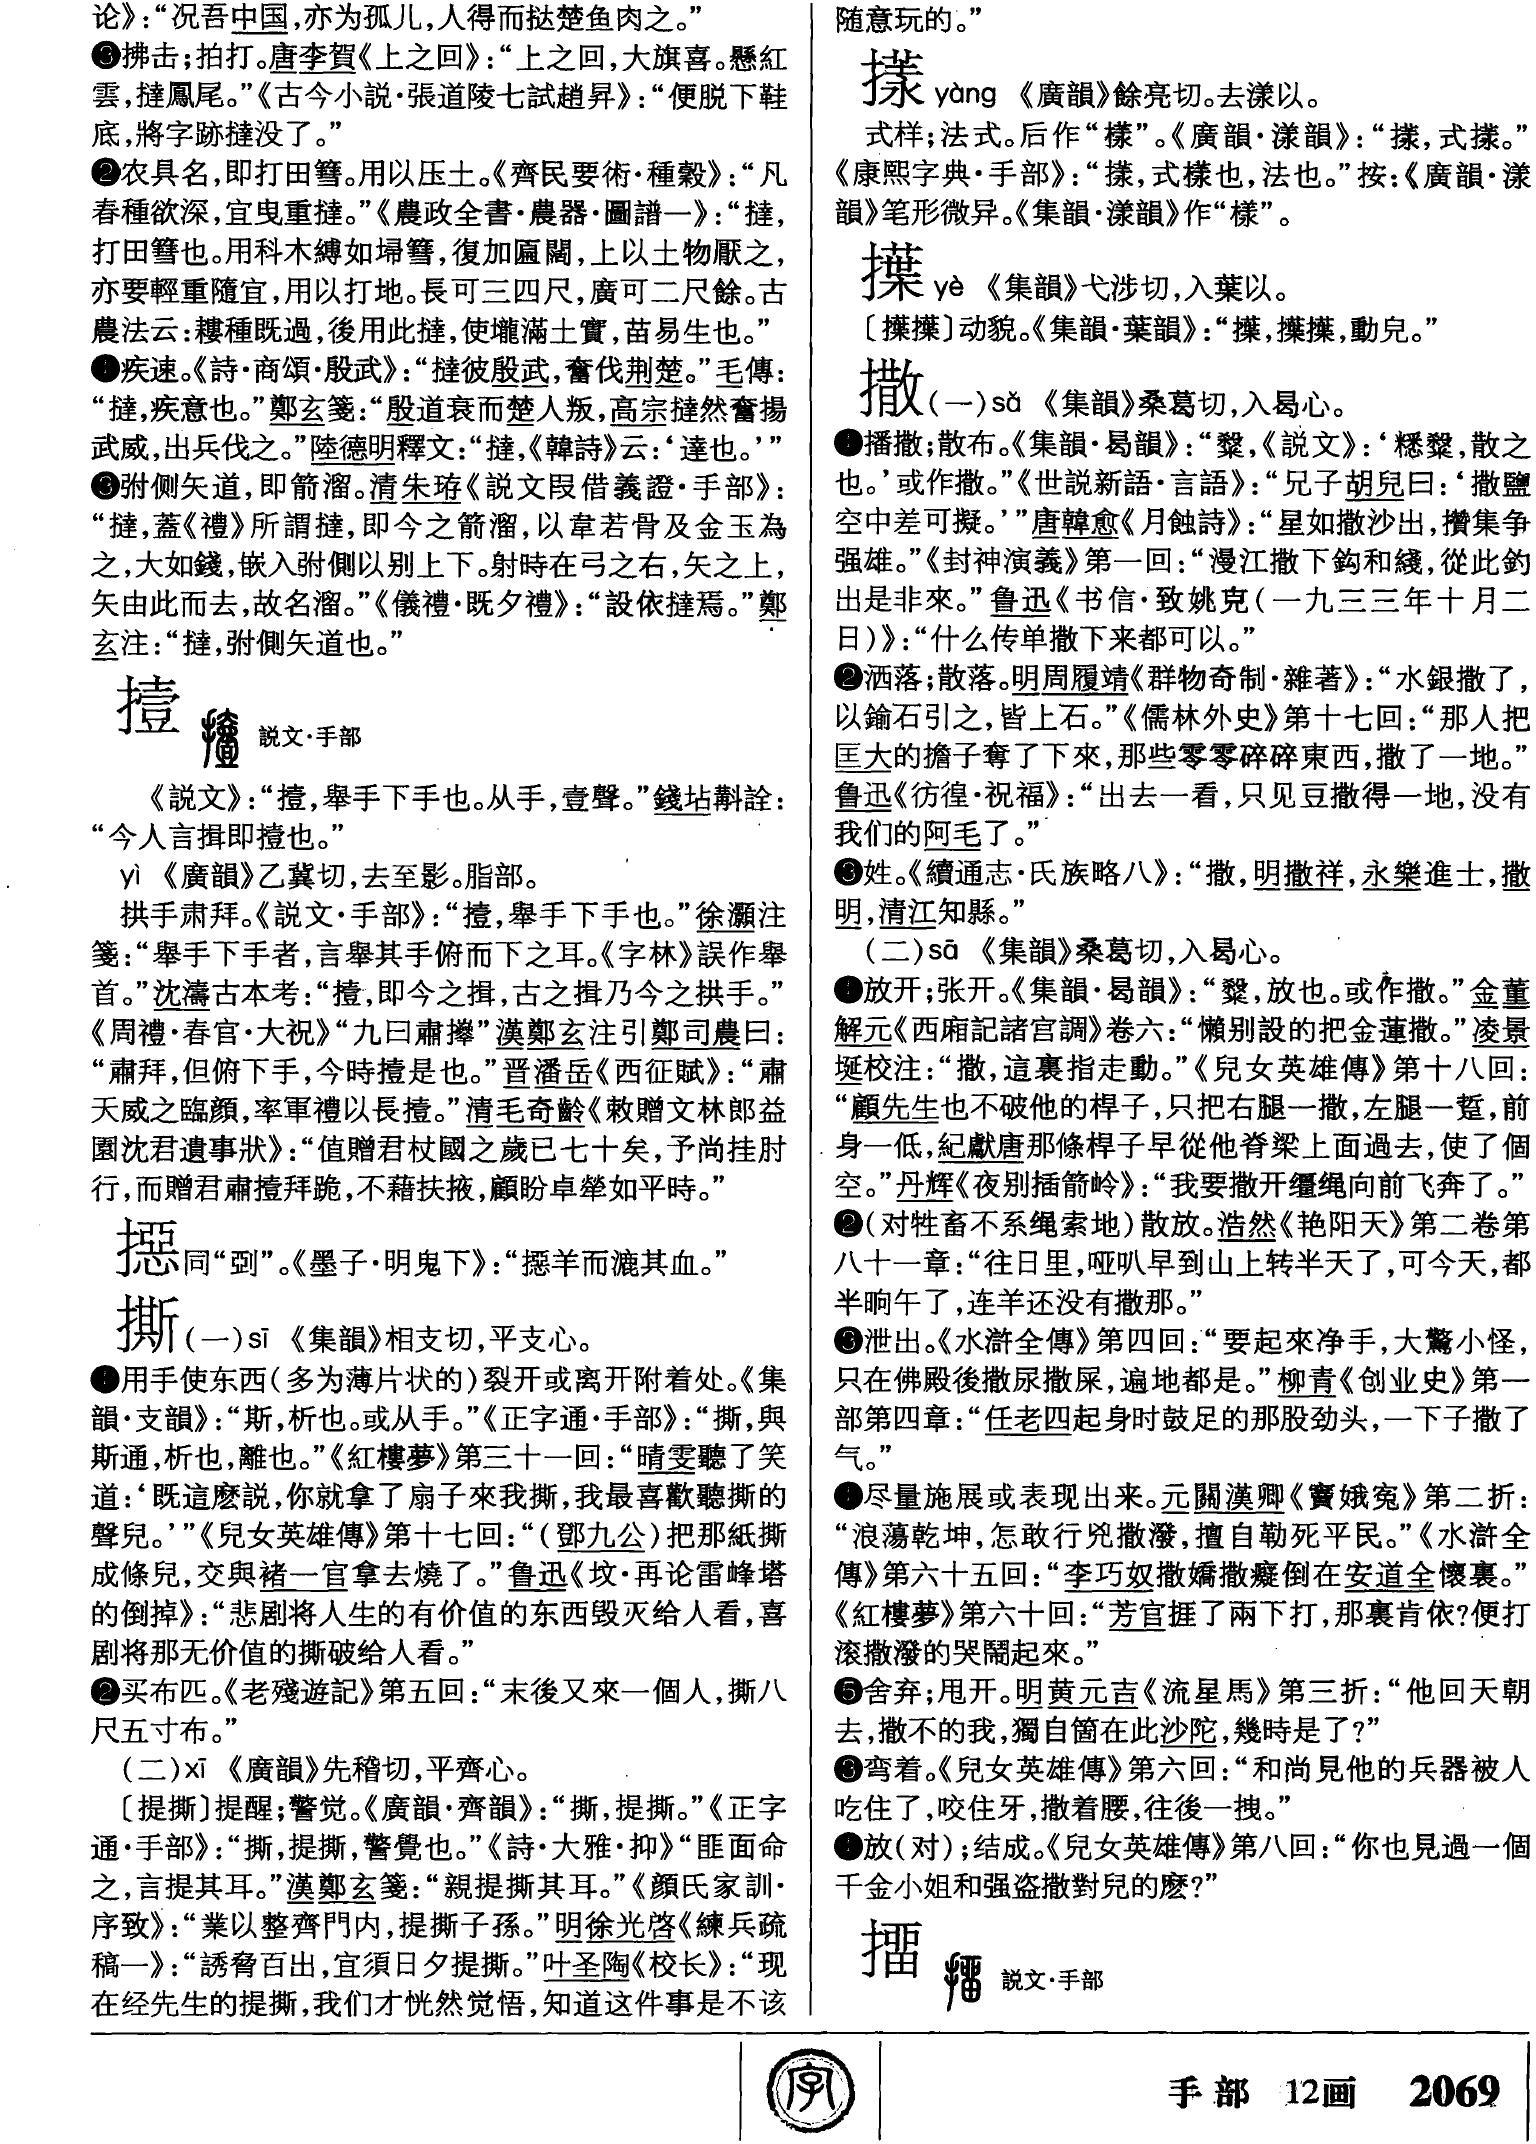 论》：“况吾中国，亦为孤儿，人得而挞楚鱼肉之。”
❸拂击；拍打。唐李賀《上之回》：“上之回，大旗喜。懸紅
雲，撻鳳尾。”《古今小説·張道陵七試趙昇》：“便脱下鞋
底，將字跡撻没了。”
❷农具名，即打田篲。用以压土。《齊民要術·種穀》：“凡
春種欲深，宜曳重撻。”《農政全書·農器·圖譜一》：“撻，
打田篲也。用科木縛如埽篲，復加匾闊，上以土物厭之，
亦要輕重隨宜，用以打地。長可三四尺，廣可二尺餘。古
農法云：耬種既過，後用此撻，使壠滿土實，苗易生也。”
疾速。《詩·商頌·殷武》：“撻彼殷武，奮伐荆楚。”毛傳：
“撻，疾意也。”鄭玄箋：“殷道衰而楚人叛，高宗撻然奮揚
武威，出兵伐之。”陸德明釋文：“撻，《韓詩》云：‘達也。’”
❸弣侧矢道，即箭溜。清朱珔《説文叚借義證·手部》：
“撻，蓋《禮》所謂撻，即今之箭溜，以韋若骨及金玉為
之，大如錢，嵌入弣側以别上下。射時在弓之右，矢之上，
矢由此而去，故名溜。”《儀禮·既夕禮》：“設依撻焉。”鄭
玄注：“撻，弣側矢道也。”
撎 説文·手部
《説文》：“撎，舉手下手也。从手，壹聲。”錢坫斠詮：
“今人言揖即撎也。”
yì 《廣韻》乙冀切，去至影。脂部。
拱手肃拜。《説文·手部》：“撎，舉手下手也。”徐灝注
箋：“舉手下手者，言舉其手俯而下之耳。《字林》誤作舉
首。”沈濤古本考：“撎，即今之揖，古之揖乃今之拱手。”
《周禮·春官·大祝》“九曰肅𢷎”漢鄭玄注引鄭司農曰：
“肅拜，但俯下手，今時撎是也。”晋潘岳《西征賦》：“肅
天威之臨顔，率軍禮以長撎。”清毛奇齡《敕贈文林郎益
園沈君遺事狀》：“值贈君杖國之歲已七十矣，予尚挂肘
行，而贈君肅撎拜跪，不藉扶掖，顧盼卓犖如平時。”
㧷同“剄”。《墨子·明鬼下》：“羊而漉其血。”
撕(一)sī 《集韻》相支切，平支心。
用手使东西(多为薄片状的)裂开或离开附着处。《集
韻·支韻》：“斯，析也。或从手。”《正字通·手部》：“撕，與
斯通，析也，離也。”《紅樓夢》第三十一回：“晴雯聽了笑
道：‘既這麽説，你就拿了扇子來我撕，我最喜歡聽撕的
聲兒。’”《兒女英雄傳》第十七回：“(鄧九公)把那紙撕
成條兒，交與褚一官拿去燒了。”鲁迅《坟·再论雷峰塔
的倒掉》：“悲剧将人生的有价值的东西毁灭给人看，喜
剧将那无价值的撕破给人看。”
❷买布匹。《老殘遊記》第五回：“末後又來一個人，撕八
尺五寸布。”
(二)xī 《廣韻》先稽切，平齊心。
〔提撕〕提醒；警觉。《廣韻·齊韻》：“撕，提撕。”《正字
通·手部》：“撕，提撕，警覺也。”《詩·大雅·抑》“匪面命
之，言提其耳。”漢鄭玄箋：“親提撕其耳。”《顔氏家訓·
序致》：“業以整齊門内，提撕子孫。”明徐光啓《練兵疏
稿一》：“誘脅百出，宜須日夕提撕。”叶圣陶《校长》：“现
在经先生的提撕，我们才恍然觉悟，知道这件事是不该
随意玩的。”
㨾yàng 《廣韻》餘亮切。去漾以。
式样；法式。后作“樣”。《廣韻·漾韻》：“㨾，式㨾。”
《康熙字典·手部》：“㨾，式樣也，法也。”按：《廣韻·漾
韻》笔形微异。《集韻·漾韻》作“樣”。
擛yè 《集韻》弋涉切，入葉以。
〔擛擛〕动貌。《集韻·葉韻》：“擛，擛擛，動皃。”
撒(一)sǎ 《集韻》桑葛切，入曷心。
播撒；散布。《集韻·曷韻》：“㪔，《説文》：‘𥻦㪔，散之
也。’或作撒。”《世説新語·言語》：“兄子胡兒曰：‘撒鹽
空中差可擬。’”唐韓愈《月蝕詩》：“星如撒沙出，攢集争
强雄。”《封神演義》第一回：“漫江撒下鈎和綫，從此釣
出是非來。”鲁迅《书信·致姚克(一九三三年十月二
日)》：“什么传单撒下来都可以。”
❷洒落；散落。明周履靖《群物奇制·雜著》：“水銀撒了，
以鍮石引之，皆上石。”《儒林外史》第十七回：“那人把
匡大的擔子奪了下來，那些零零碎碎東西，撒了一地。”
鲁迅《彷徨·祝福》：“出去一看，只见豆撒得一地，没有
我们的阿毛了。”
❸姓。《續通志·氏族略八》：“撒，明撒祥，永樂進士，撒
明，清江知縣。”
(二)sā 《集韻》桑葛切，入曷心。
放开；张开。《集韻·曷韻》：“㪔，放也。或作撒。”金董
解元《西廂記諸宫調》卷六：“懒别設的把金蓮撒。”凌景
埏校注：“撒，這裏指走動。”《兒女英雄傳》第十八回：
“顧先生也不破他的桿子，只把右腿一撒，左腿一踅，前
身一低，紀獻唐那條桿子早從他脊梁上面過去，使了個
空。”丹辉《夜别插箭岭》：“我要撒开缰绳向前飞奔了。”
❷(对牲畜不系绳索地)散放。浩然《艳阳天》第二卷第
八十一章：“往日里，哑叭早到山上转半天了，可今天，都
半晌午了，连羊还没有撒那。”
❸泄出。《水滸全傳》第四回：“要起來净手，大驚小怪，
只在佛殿後撒尿撒屎，遍地都是。”柳青《创业史》第一
部第四章：“任老四起身时鼓足的那股劲头，一下子撒了
气。”
尽量施展或表现出来。元關漢卿《竇娥冤》第二折：
“浪蕩乾坤，怎敢行兇撒潑，擅自勒死平民。”《水滸全
傳》第六十五回：“李巧奴撒嬌撒癡倒在安道全懷裏。”
《紅樓夢》第六十回：“芳官捱了兩下打，那裏肯依?便打
滚撒潑的哭鬧起來。”
❺舍弃；甩开。明黄元吉《流星馬》第三折：“他回天朝
去，撒不的我，獨自箇在此沙陀，幾時是了?”
❸弯着。《兒女英雄傳》第六回：“和尚見他的兵器被人
吃住了，咬住牙，撒着腰，往後一拽。”
放(对)；结成。《兒女英雄傳》第八回：“你也見過一個
千金小姐和强盗撒對兒的麽?”
㩅 説文·手部
字
手部 12画 2069